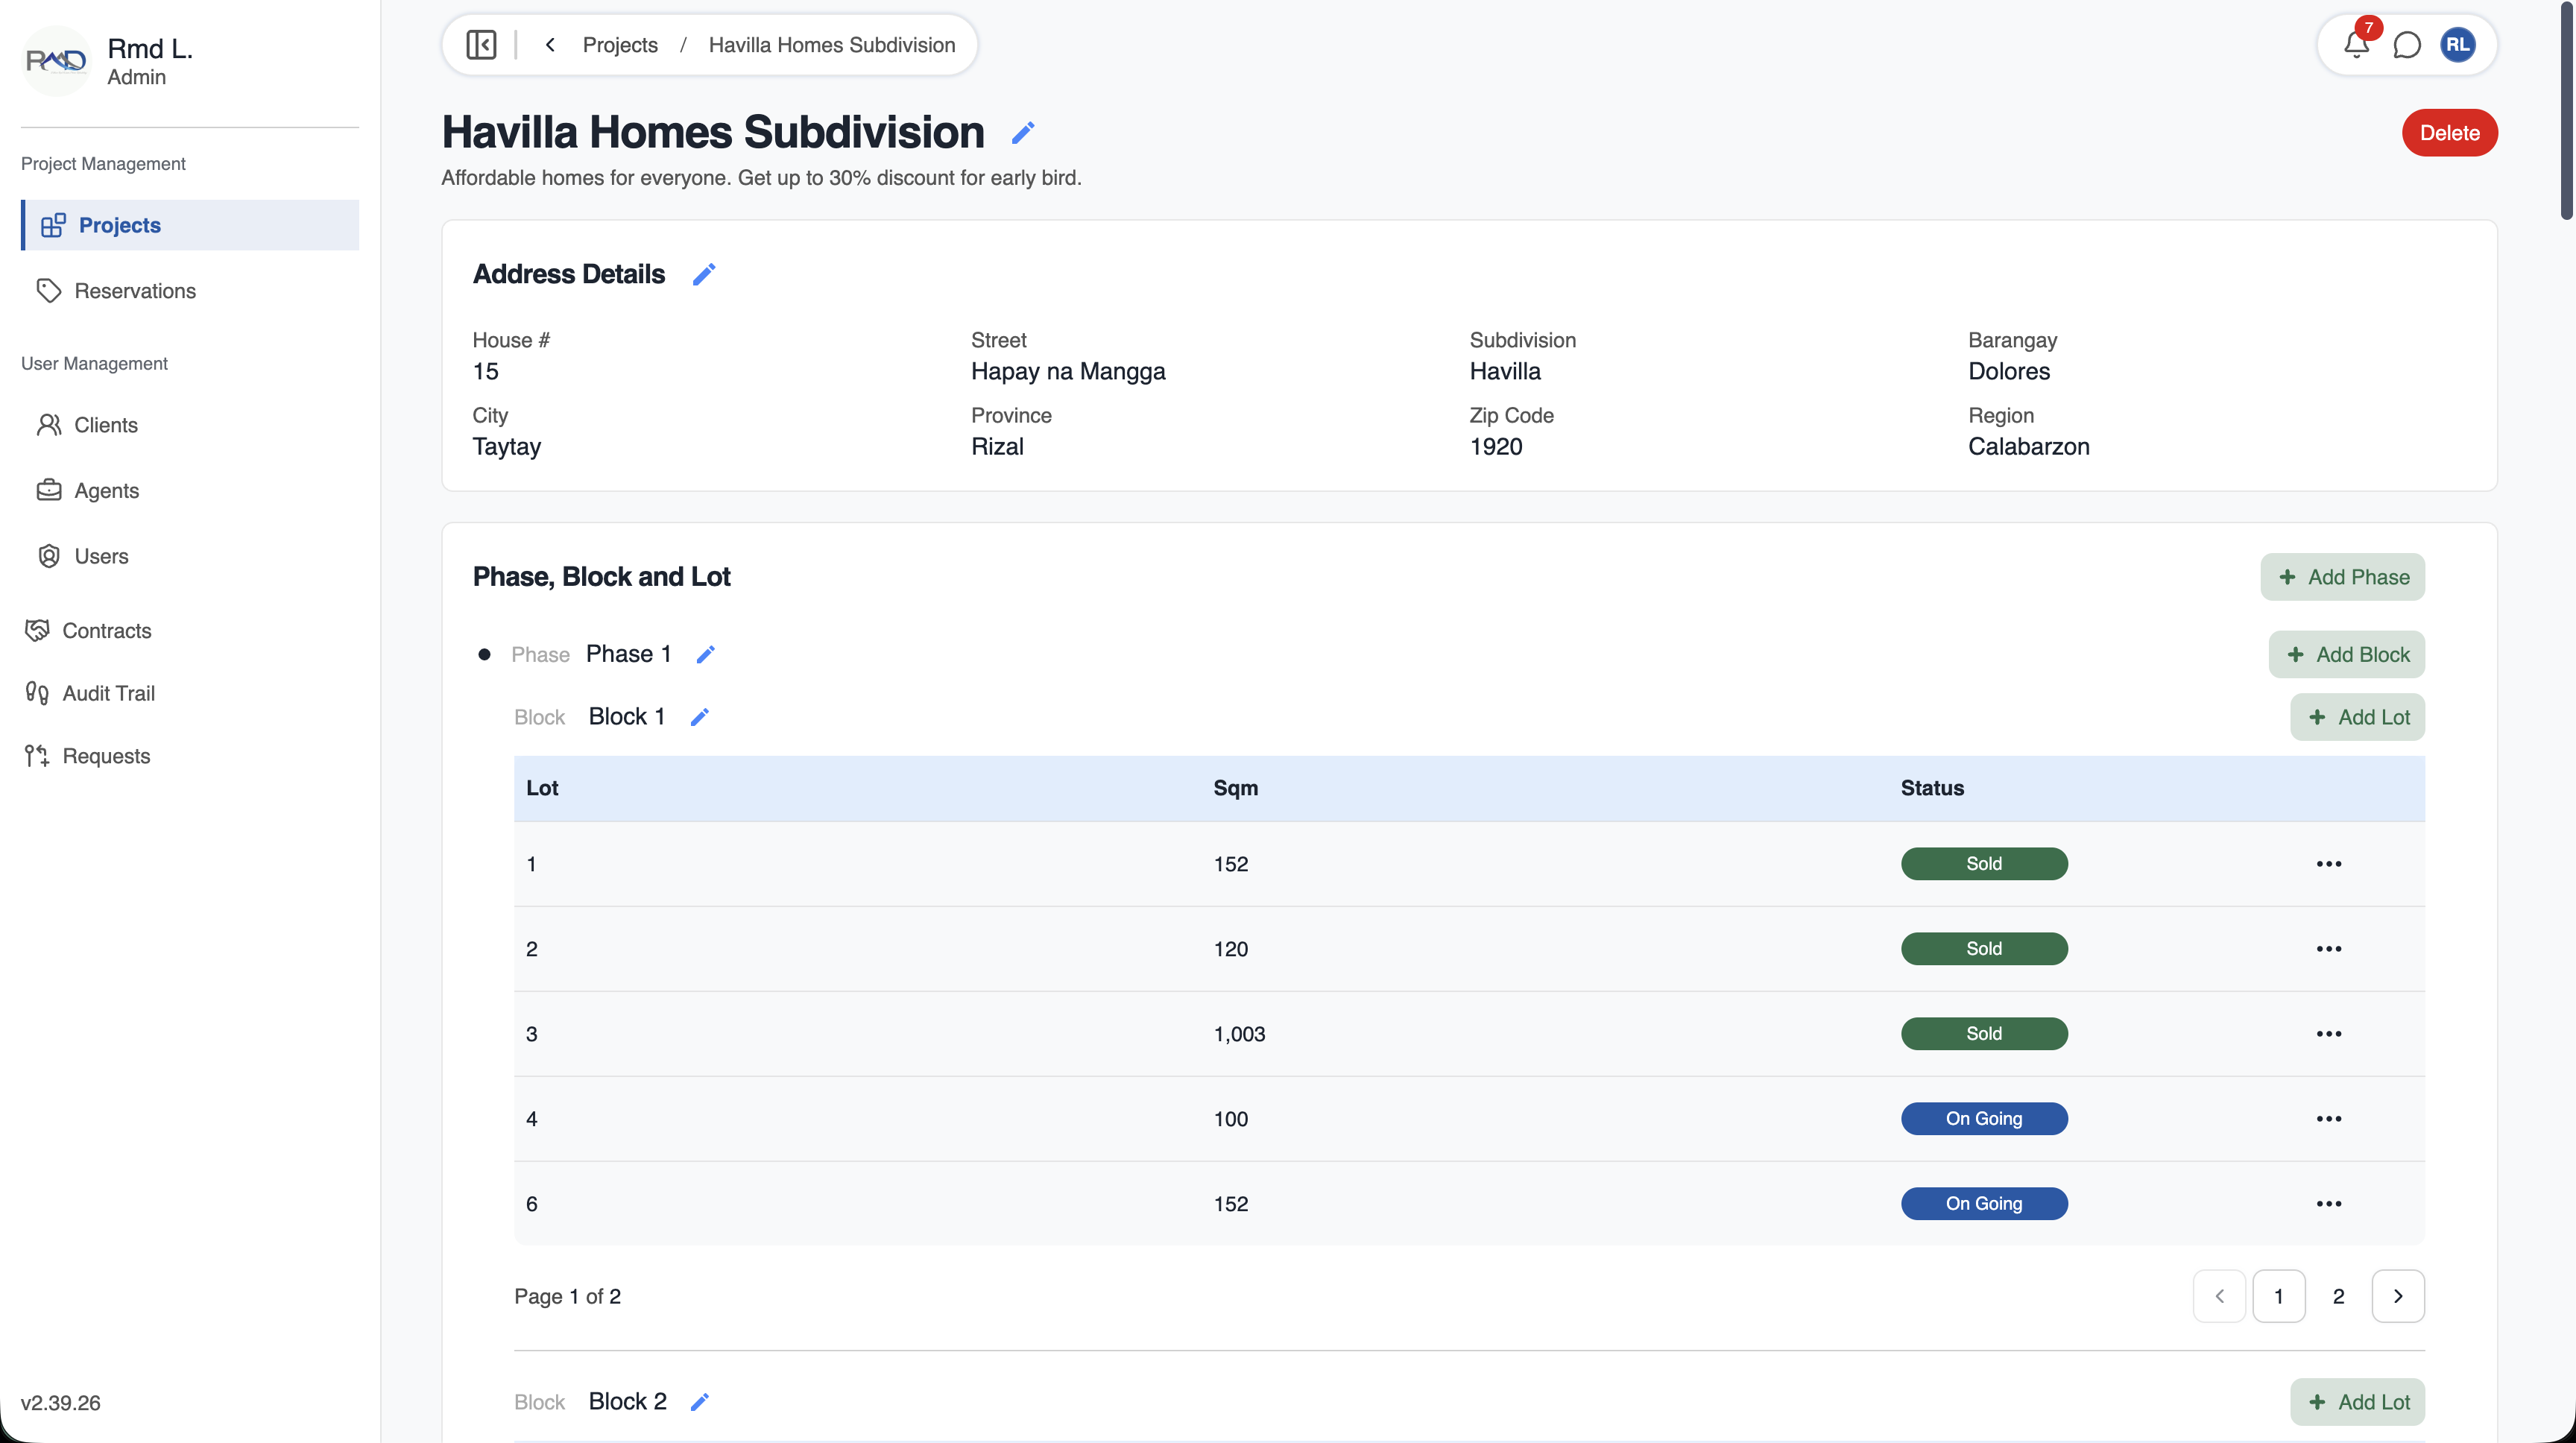 RMD
Rmd L.
Admin
Project Management
Projects
Reservations
User Management
Clients
Agents
Users
Contracts
Audit Trail
Requests
v2.39.26
Projects / Havilla Homes Subdivision
7
RL
Havilla Homes Subdivision
Delete
Affordable homes for everyone. Get up to 30% discount for early bird.
Address Details
House # Street Subdivision Barangay
15 Hapay na Mangga Havilla Dolores
City Province Zip Code Region
Taytay Rizal 1920 Calabarzon
Phase, Block and Lot
+ Add Phase
Phase Phase 1
+ Add Block
Block Block 1
+ Add Lot
Lot Sqm Status
1 152 Sold
2 120 Sold
3 1,003 Sold
4 100 On Going
6 152 On Going
Page 1 of 2
1 2
Block Block 2
+ Add Lot